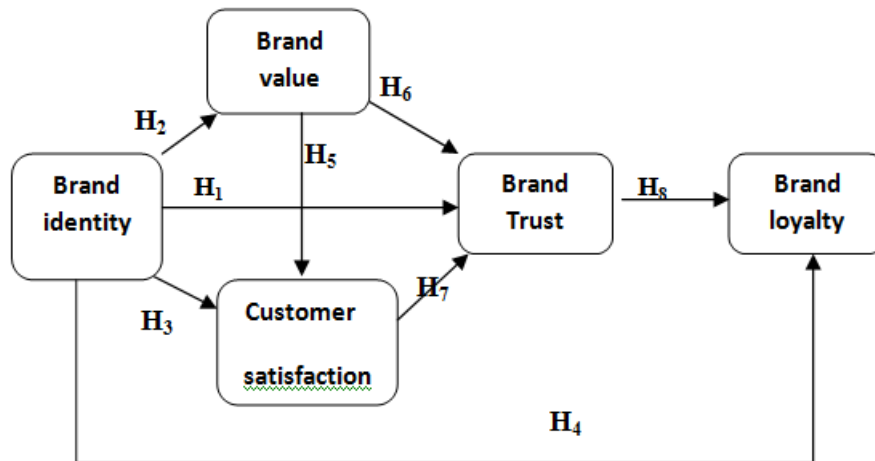 Brand
value
H6
H2
H5
Brand
identity
H1
Brand
Trust
H8
Brand
loyalty
H3
Customer
satisfaction
H7
H4